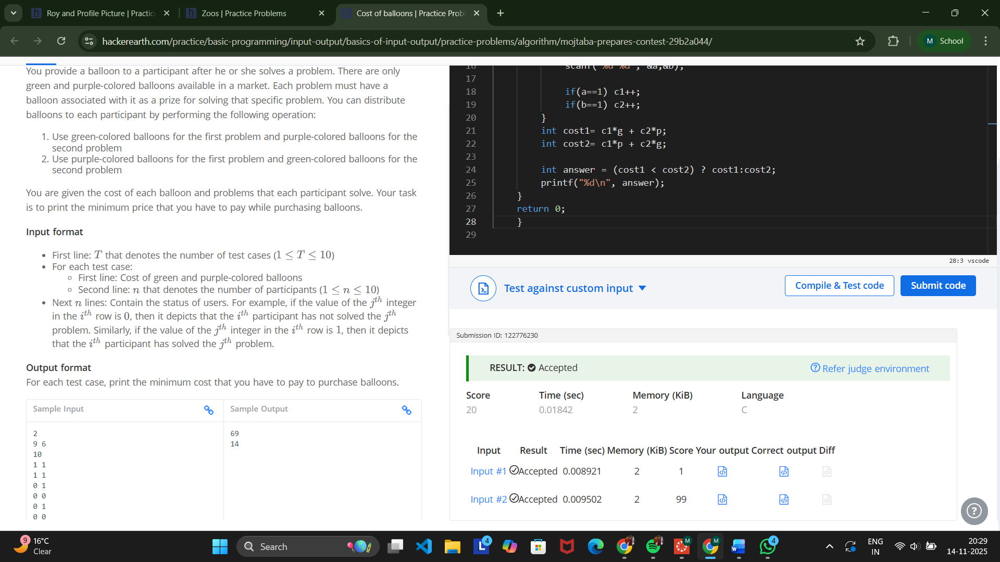 Roy and Profile Picture | Practic
Zoos | Practice Problems
Cost of balloons | Practice Probl
hackerearth.com/practice/basic-programming/input-output/basics-of-input-output/practice-problems/algorithm/mojtaba-prepares-contest-29b2a044/
M School
You provide a balloon to a participant after he or she solves a problem. There are only
green and purple-colored balloons available in a market. Each problem must have a
balloon associated with it as a prize for solving that specific problem. You can distribute
balloons to each participant by performing the following operation:
1. Use green-colored balloons for the first problem and purple-colored balloons for the
second problem
2. Use purple-colored balloons for the first problem and green-colored balloons for the
second problem
You are given the cost of each balloon and problems that each participant solve. Your task
is to print the minimum price that you have to pay while purchasing balloons.
Input format
• First line: T that denotes the number of test cases (1 ≤ T ≤ 10)
• For each test case:
◦ First line: Cost of green and purple-colored balloons
◦ Second line: n that denotes the number of participants (1 ≤ n ≤ 10)
• Next n lines: Contain the status of users. For example, if the value of the jth integer
in the ith row is 0, then it depicts that the ith participant has not solved the jth
problem. Similarly, if the value of the jth integer in the ith row is 1, then it depicts
that the ith participant has solved the jth problem.
Output format
For each test case, print the minimum cost that you have to pay to purchase balloons.
Sample Input
2
9 6
10
1 1
1 1
0 1
0 0
0 1
0 0
Sample Output
69
14
16 scanf("%d %d", &a,&b);
17
18 if(a==1) c1++;
19 if(b==1) c2++;
20 }
21 int cost1= c1*g + c2*p;
22 int cost2= c1*p + c2*g;
23
24 int answer = (cost1 < cost2) ? cost1:cost2;
25 printf("%d\n", answer);
26 }
27 return 0;
28 }
29
28:3 vscode
Test against custom input
Compile & Test code
Submit code
Submission ID: 122776230
RESULT: Accepted
Refer judge environment
Score Time (sec) Memory (KiB) Language
20 0.01842 2 C
Input Result Time (sec) Memory (KiB) Score Your output Correct output Diff
Input #1 Accepted 0.008921 2 1
Input #2 Accepted 0.009502 2 99
?
9
16°C
Clear
Search
L
4
M
M
W
4
ENG
IN
20:29
14-11-2025